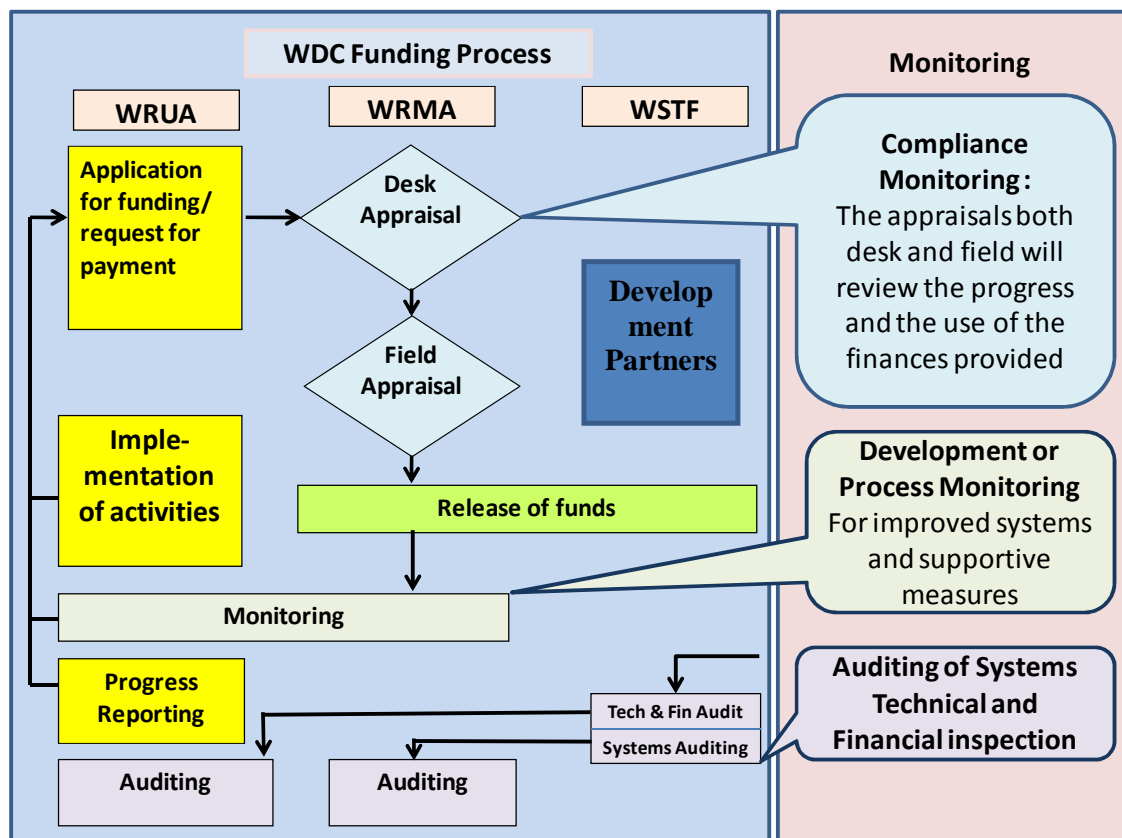 WDC Funding Process
Monitoring
WRUA
WRMA
WSTF
Application
for funding/
request for
payment
Desk
Appraisal
Compliance
Monitoring :
The appraisals both
desk and field will
review the progress
and the use of the
finances provided
Develop
ment
Partners
Field
Appraisal
Imple-
mentation
of activities
Release of funds
Development or
Process Monitoring
For improved systems
and supportive
measures
Monitoring
Progress
Reporting
Tech & Fin Audit
Systems Auditing
Auditing of Systems
Technical and
Financial inspection
Auditing
Auditing